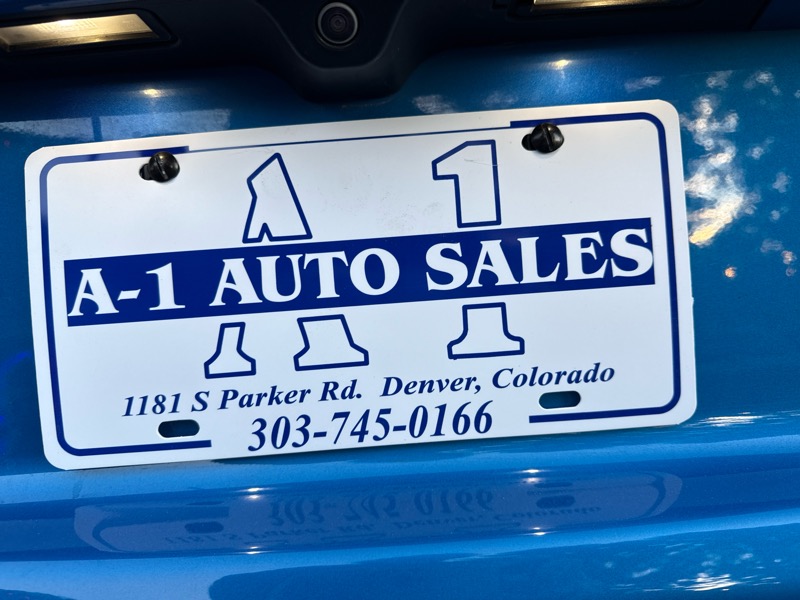 A 1
A-1 AUTO SALES
1181 S Parker Rd. Denver, Colorado
303-745-0166